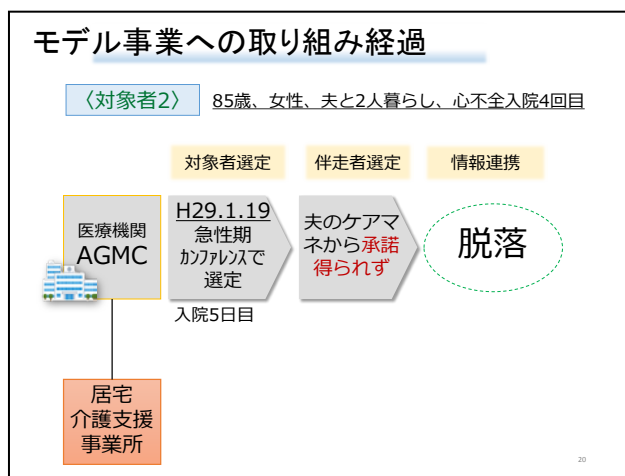 モデル事業への取り組み経過
〈対象者2〉
85歳、女性、夫と2人暮らし、心不全入院4回目
対象者選定
伴走者選定
情報連携
医療機関
AGMC
H29.1.19
急性期
ｶﾝﾌｧﾚﾝｽで
選定
夫のケアマ
ネから承諾
得られず
脱落
入院5日目
居宅
介護支援
事業所
20